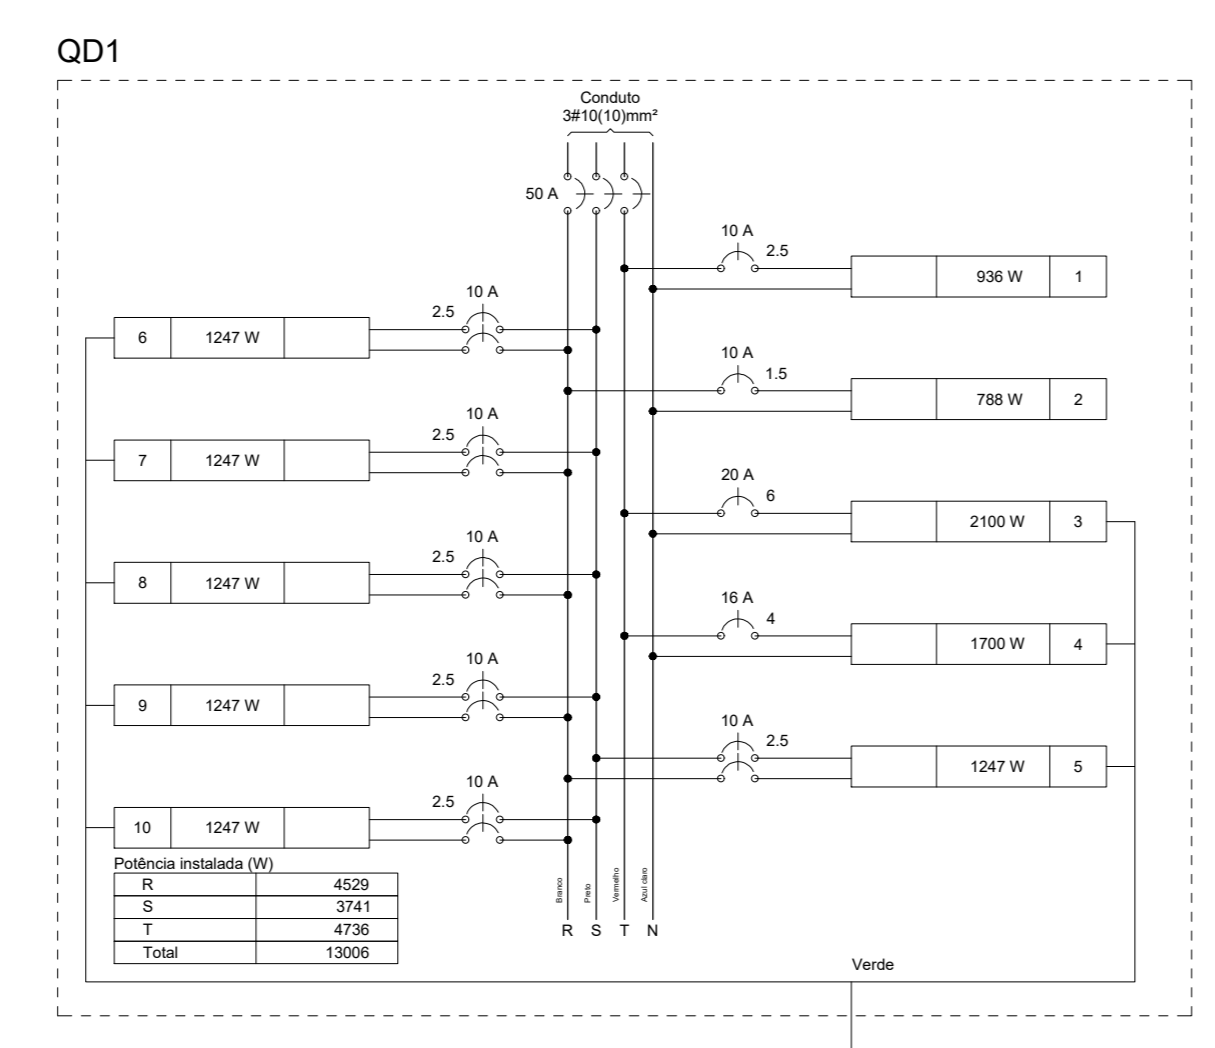 QD1
Conduto
3#10(10)mm²
50 A
10 A
2.5
936 W 1
10 A
2.5
6 1247 W
10 A
1.5
788 W 2
10 A
2.5
7 1247 W
20 A
6
2100 W 3
10 A
2.5
8 1247 W
16 A
4
1700 W 4
10 A
2.5
9 1247 W
10 A
2.5
1247 W 5
10 A
2.5
10 1247 W
Potência instalada (W)
R 4529
S 3741
T 4736
Total 13006
Branco
Preto
Vermelho
Azul claro
R S T N
Verde